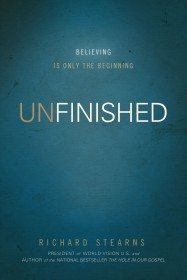 BELIEVING
IS ONLY THE BEGINNING
UNFINISHED
RICHARD STEARNS
PRESIDENT OF WORLD VISION U.S. AND
AUTHOR of the NATIONAL BESTSELLER THE HOLE IN OUR GOSPEL